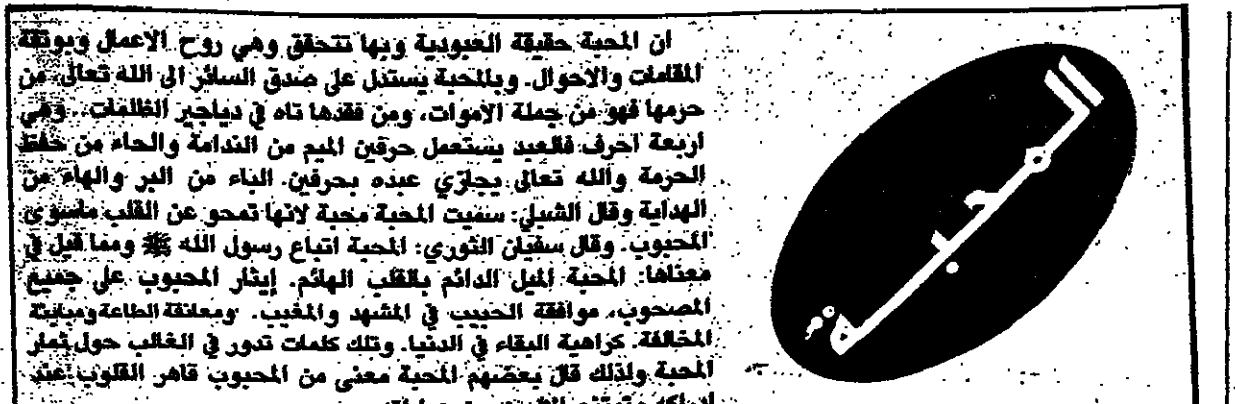 ان المحبة حقيقة العبودية وبها تتحقق وهي روح الاعمال وبوتقة
المقامات والاحوال. وبالمحبة يستدل على صدق السائر الى الله تعالى من
حرمها فهو من جملة الاموات، ومن فقدها تاه في دياجير الظلمات.. وهي
اربعة احرف فالعبد يستعمل حرفين الميم من الندامة والحاء من حفظ
الحرمة والله تعالى يجازي عبده بحرفين. الباء من البر والهاء من
الهداية وقال الشبلي: سميت المحبة محبة لانها تمحو عن القلب ماسوى
المحبوب. وقال سفيان الثوري: المحبة اتباع رسول الله ﷺ ومما قيل في
معناها: المحبة الميل الدائم بالقلب الهائم. إيثار المحبوب على جميع
المصحوب، موافقة الحبيب في المشهد والمغيب. ومعانقة الطاعة ومباينة
المخالفة. كراهية البقاء في الدنيا. وتلك كلمات تدور في الغالب حول ثمار
المحبة ولذلك قال بعضهم المحبة معنى من المحبوب قاهر القلوب عند
المحبة